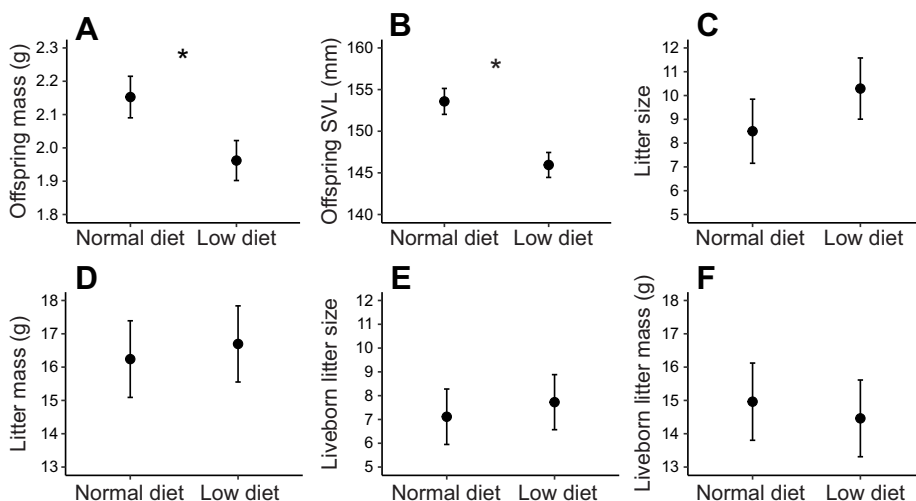 A
Offspring mass (g)
2.3
2.2
2.1
2.0
1.9
1.8
*
Normal diet Low diet
B
Offspring SVL (mm)
160
155
150
145
140
*
Normal diet Low diet
C
Litter size
12
11
10
9
8
7
6
5
Normal diet Low diet
D
Litter mass (g)
18
17
16
15
14
13
Normal diet Low diet
E
Liveborn litter size
12
11
10
9
8
7
6
5
Normal diet Low diet
F
Liveborn litter mass (g)
18
17
16
15
14
13
Normal diet Low diet